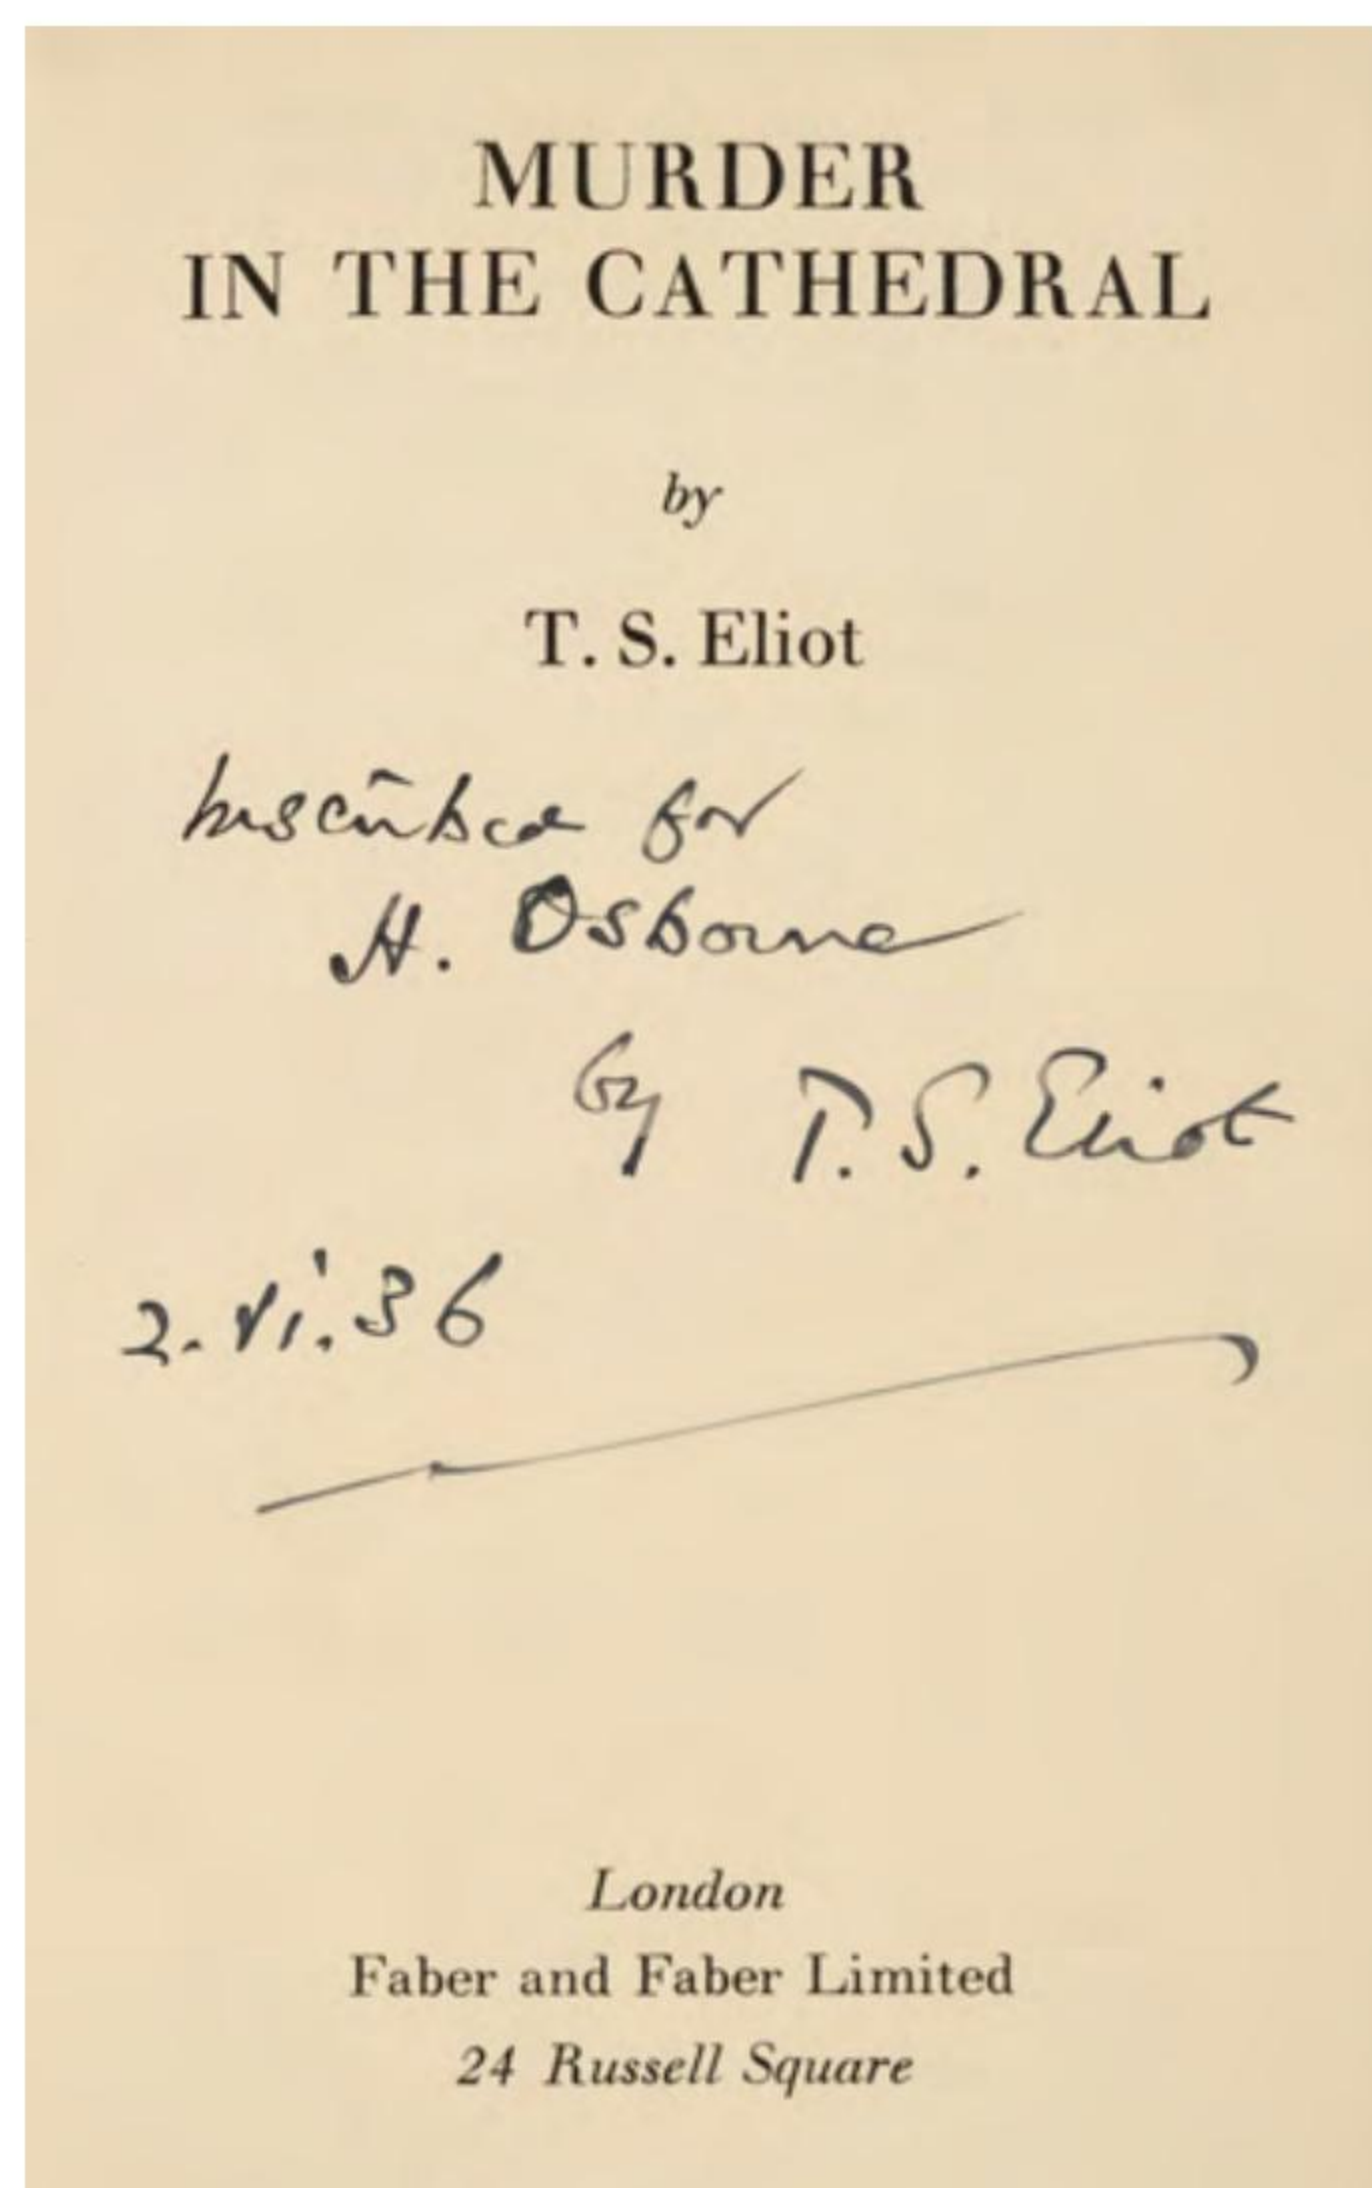 MURDER
IN THE CATHEDRAL
by
T. S. Eliot
Inscribed for
H. Osborne
by T. S. Eliot
2. vi. 36
London
Faber and Faber Limited
24 Russell Square